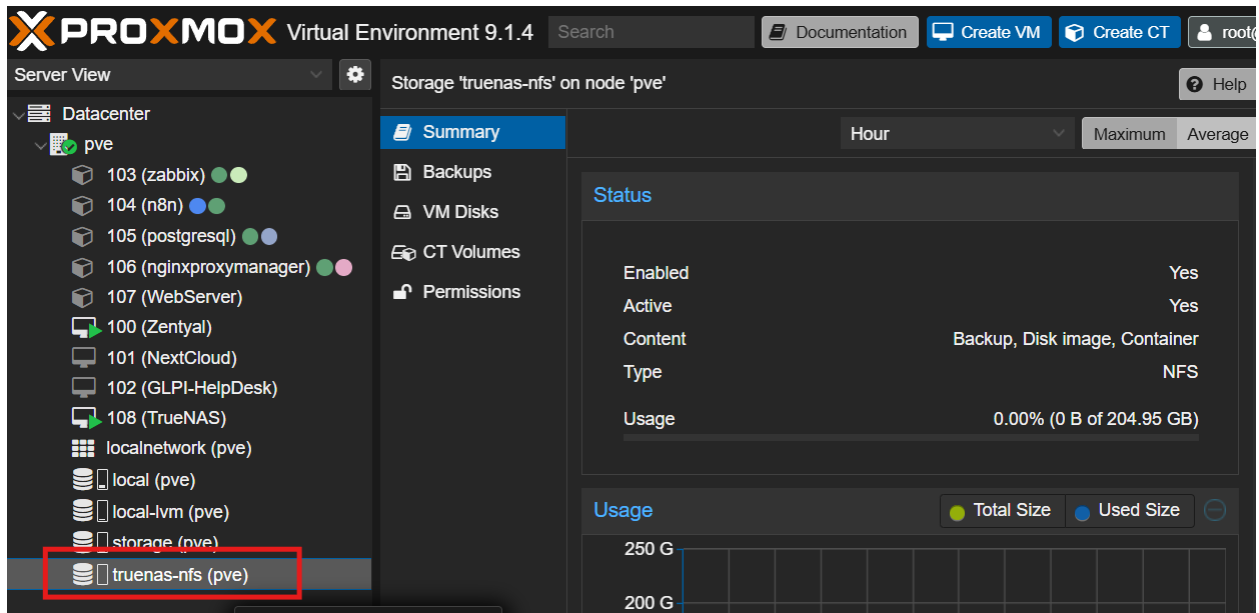 PROXMOX Virtual Environment 9.1.4 Search Documentation Create VM Create CT root@
Server View
Storage 'truenas-nfs' on node 'pve'
Help
Datacenter
pve
103 (zabbix)
104 (n8n)
105 (postgresql)
106 (nginxproxymanager)
107 (WebServer)
100 (Zentyal)
101 (NextCloud)
102 (GLPI-HelpDesk)
108 (TrueNAS)
localnetwork (pve)
local (pve)
local-lvm (pve)
storage (pve)
truenas-nfs (pve)
Summary
Backups
VM Disks
CT Volumes
Permissions
Hour Maximum Average
Status
Enabled Yes
Active Yes
Content Backup, Disk image, Container
Type NFS
Usage 0.00% (0 B of 204.95 GB)
Usage Total Size Used Size
250 G
200 G